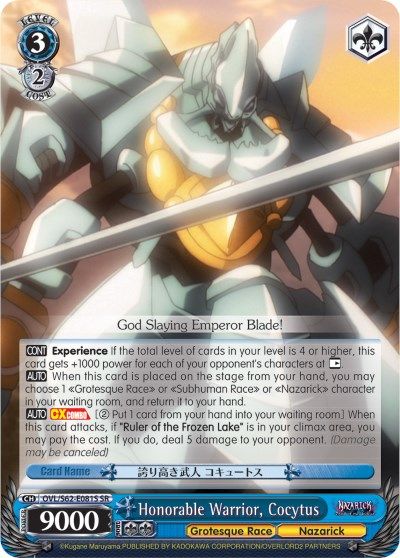 LEVEL
3
2
COST
God Slaying Emperor Blade!
CONT Experience If the total level of cards in your level is 4 or higher, this
card gets +1000 power for each of your opponent's characters at
AUTO When this card is placed on the stage from your hand, you may
choose 1 «Grotesque Race» or «Subhuman Race» or «Nazarick» character
in your waiting room, and return it to your hand.
AUTO CX COMBO [② Put 1 card from your hand into your waiting room] When
this card attacks, if "Ruler of the Frozen Lake" is in your climax area, you
may pay the cost. If you do, deal 5 damage to your opponent. (Damage
may be canceled)
Card Name 誇り高き武人 コキュートス
CH OVL/S62-E081S SR
POWER 9000 Honorable Warrior, Cocytus NAZARICK
Grotesque Race Nazarick
©Kugane Maruyama,PUBLISHED BY KADOKAWA CORPORATION/OVERLORD2 PARTNERS